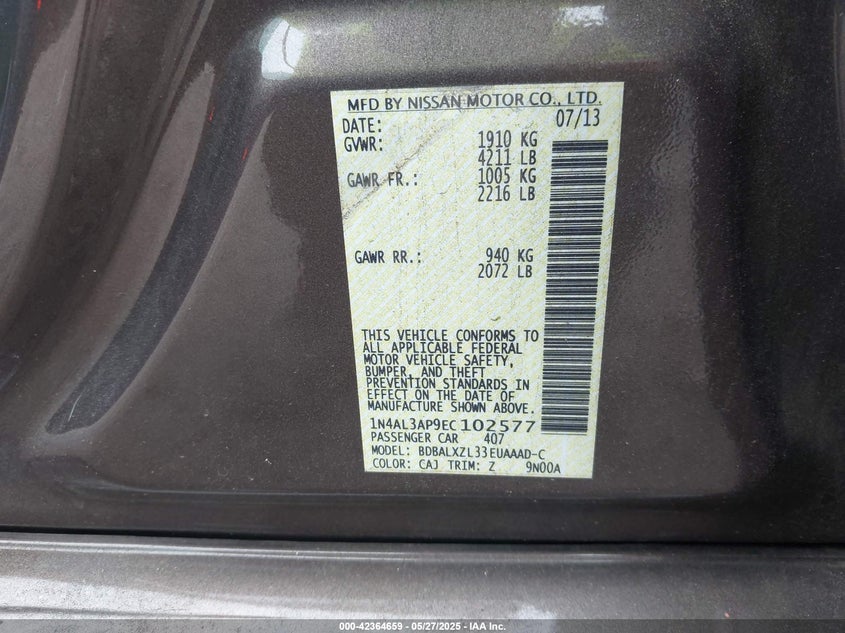 MFD BY NISSAN MOTOR CO., LTD.
DATE: 07/13
GVWR: 1910 KG
4211 LB
GAWR FR.: 1005 KG
2216 LB
GAWR RR.: 940 KG
2072 LB
THIS VEHICLE CONFORMS TO
ALL APPLICABLE FEDERAL
MOTOR VEHICLE SAFETY,
BUMPER, AND THEFT
PREVENTION STANDARDS IN
EFFECT ON THE DATE OF
MANUFACTURE SHOWN ABOVE.
1N4AL3AP9EC102577
PASSENGER CAR 407
MODEL: BDBALXZL33EUAAAD-C
COLOR: CAJ TRIM: Z 9N00A
000-42364659 | 05/27/2025 - IAA Inc.